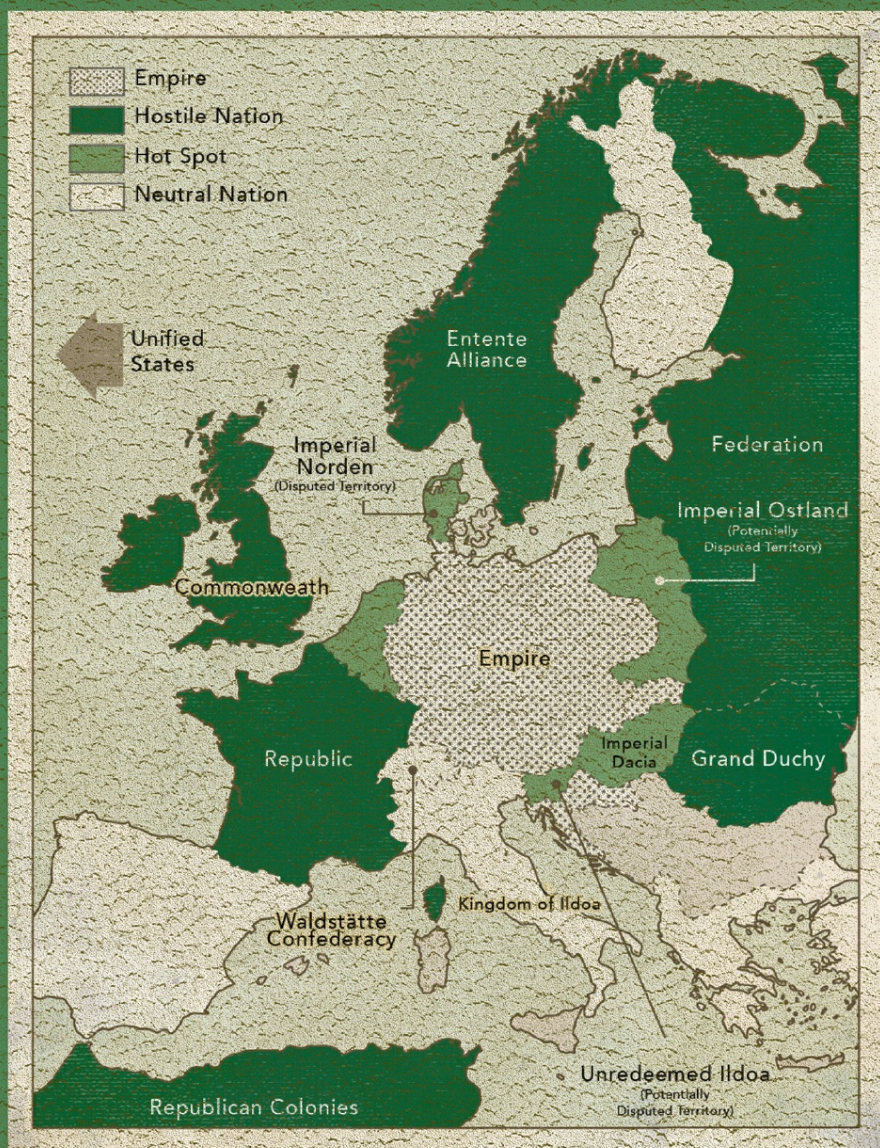 Empire
Hostile Nation
Hot Spot
Neutral Nation
Unified
States
Entente
Alliance
Imperial
Norden
(Disputed Territory)
Federation
Imperial Ostland
(Potentially
Disputed Territory)
Commonweath
Empire
Republic
Imperial
Dacia
Grand Duchy
Kingdom of Ildoa
Waldstätte
Confederacy
Unredeemed Ildoa
(Potentially
Disputed Territory)
Republican Colonies